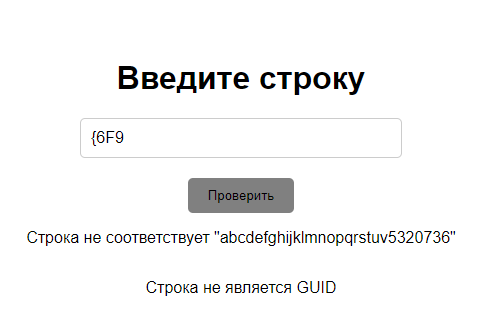 Введите строку
{6F9
Проверить
Строка не соответствует "abcdefghijklmnopqrstuv5320736"
Строка не является GUID